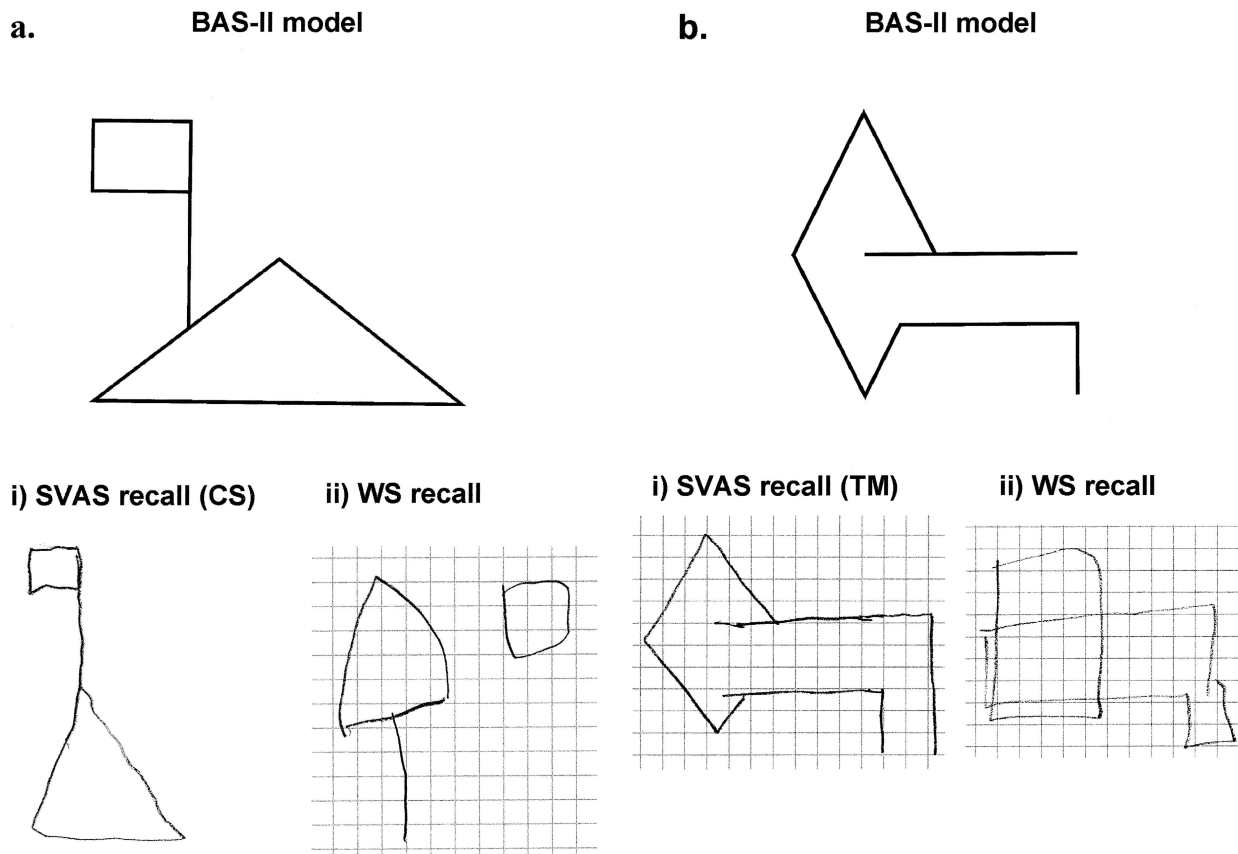 a. BAS-II model
b. BAS-II model
i) SVAS recall (CS)
ii) WS recall
i) SVAS recall (TM)
ii) WS recall